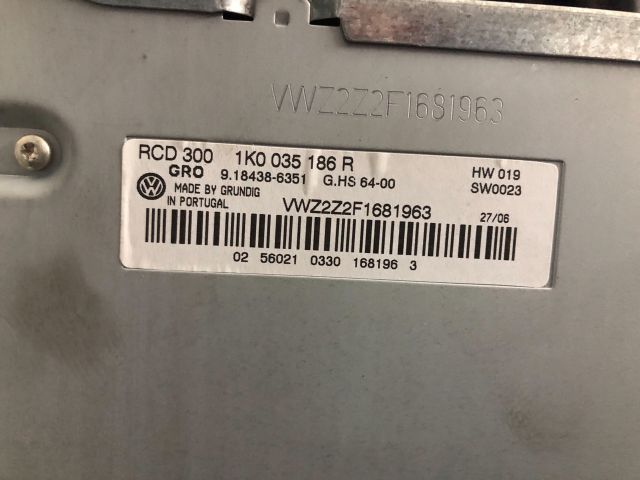 VWZ2Z2F1681963
RCD 300 1K0 035 186 R
GRO 9.18438-6351 G.HS 64-00
HW 019
SW0023
MADE BY GRUNDIG
IN PORTUGAL
VWZ2Z2F1681963
27/06
02 56021 0330 168196 3